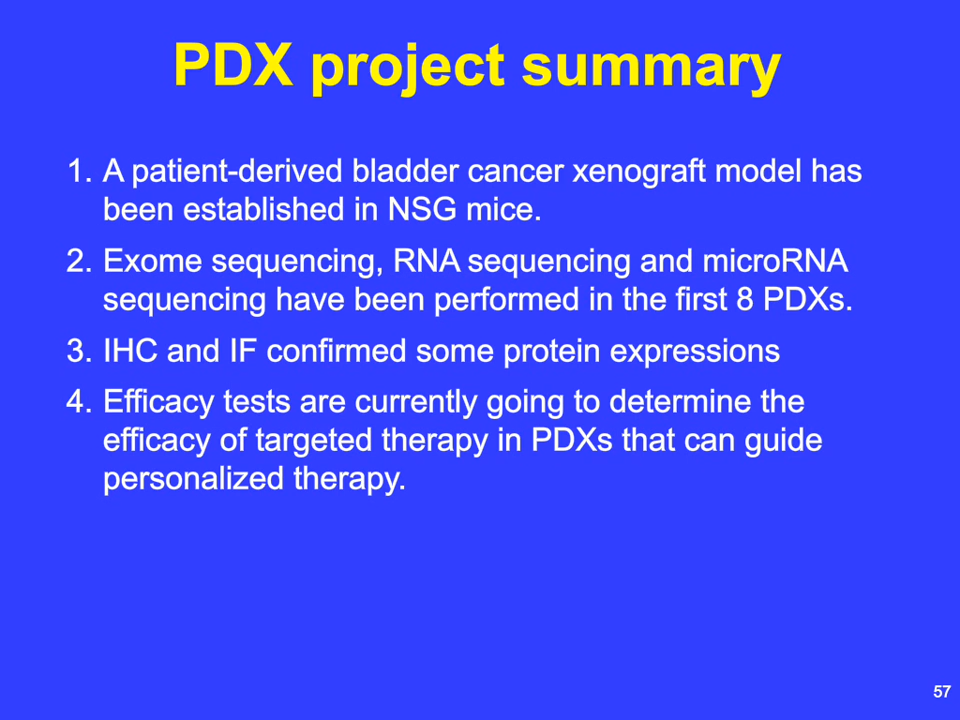 PDX project summary
1. A patient-derived bladder cancer xenograft model has
been established in NSG mice.
2. Exome sequencing, RNA sequencing and microRNA
sequencing have been performed in the first 8 PDXs.
3. IHC and IF confirmed some protein expressions
4. Efficacy tests are currently going to determine the
efficacy of targeted therapy in PDXs that can guide
personalized therapy.
57